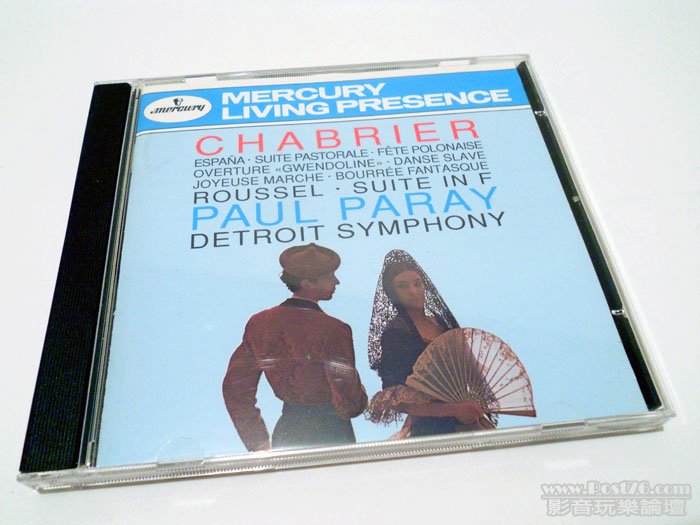 mercury
MERCURY
LIVING PRESENCE
CHABRIER
ESPAÑA · SUITE PASTORALE · FÊTE POLONAISE
OVERTURE «GWENDOLINE» · DANSE SLAVE
JOYEUSE MARCHE · BOURRÉE FANTASQUE
ROUSSEL · SUITE IN F
PAUL PARAY
DETROIT SYMPHONY
www.Post76.com
影音玩樂論壇